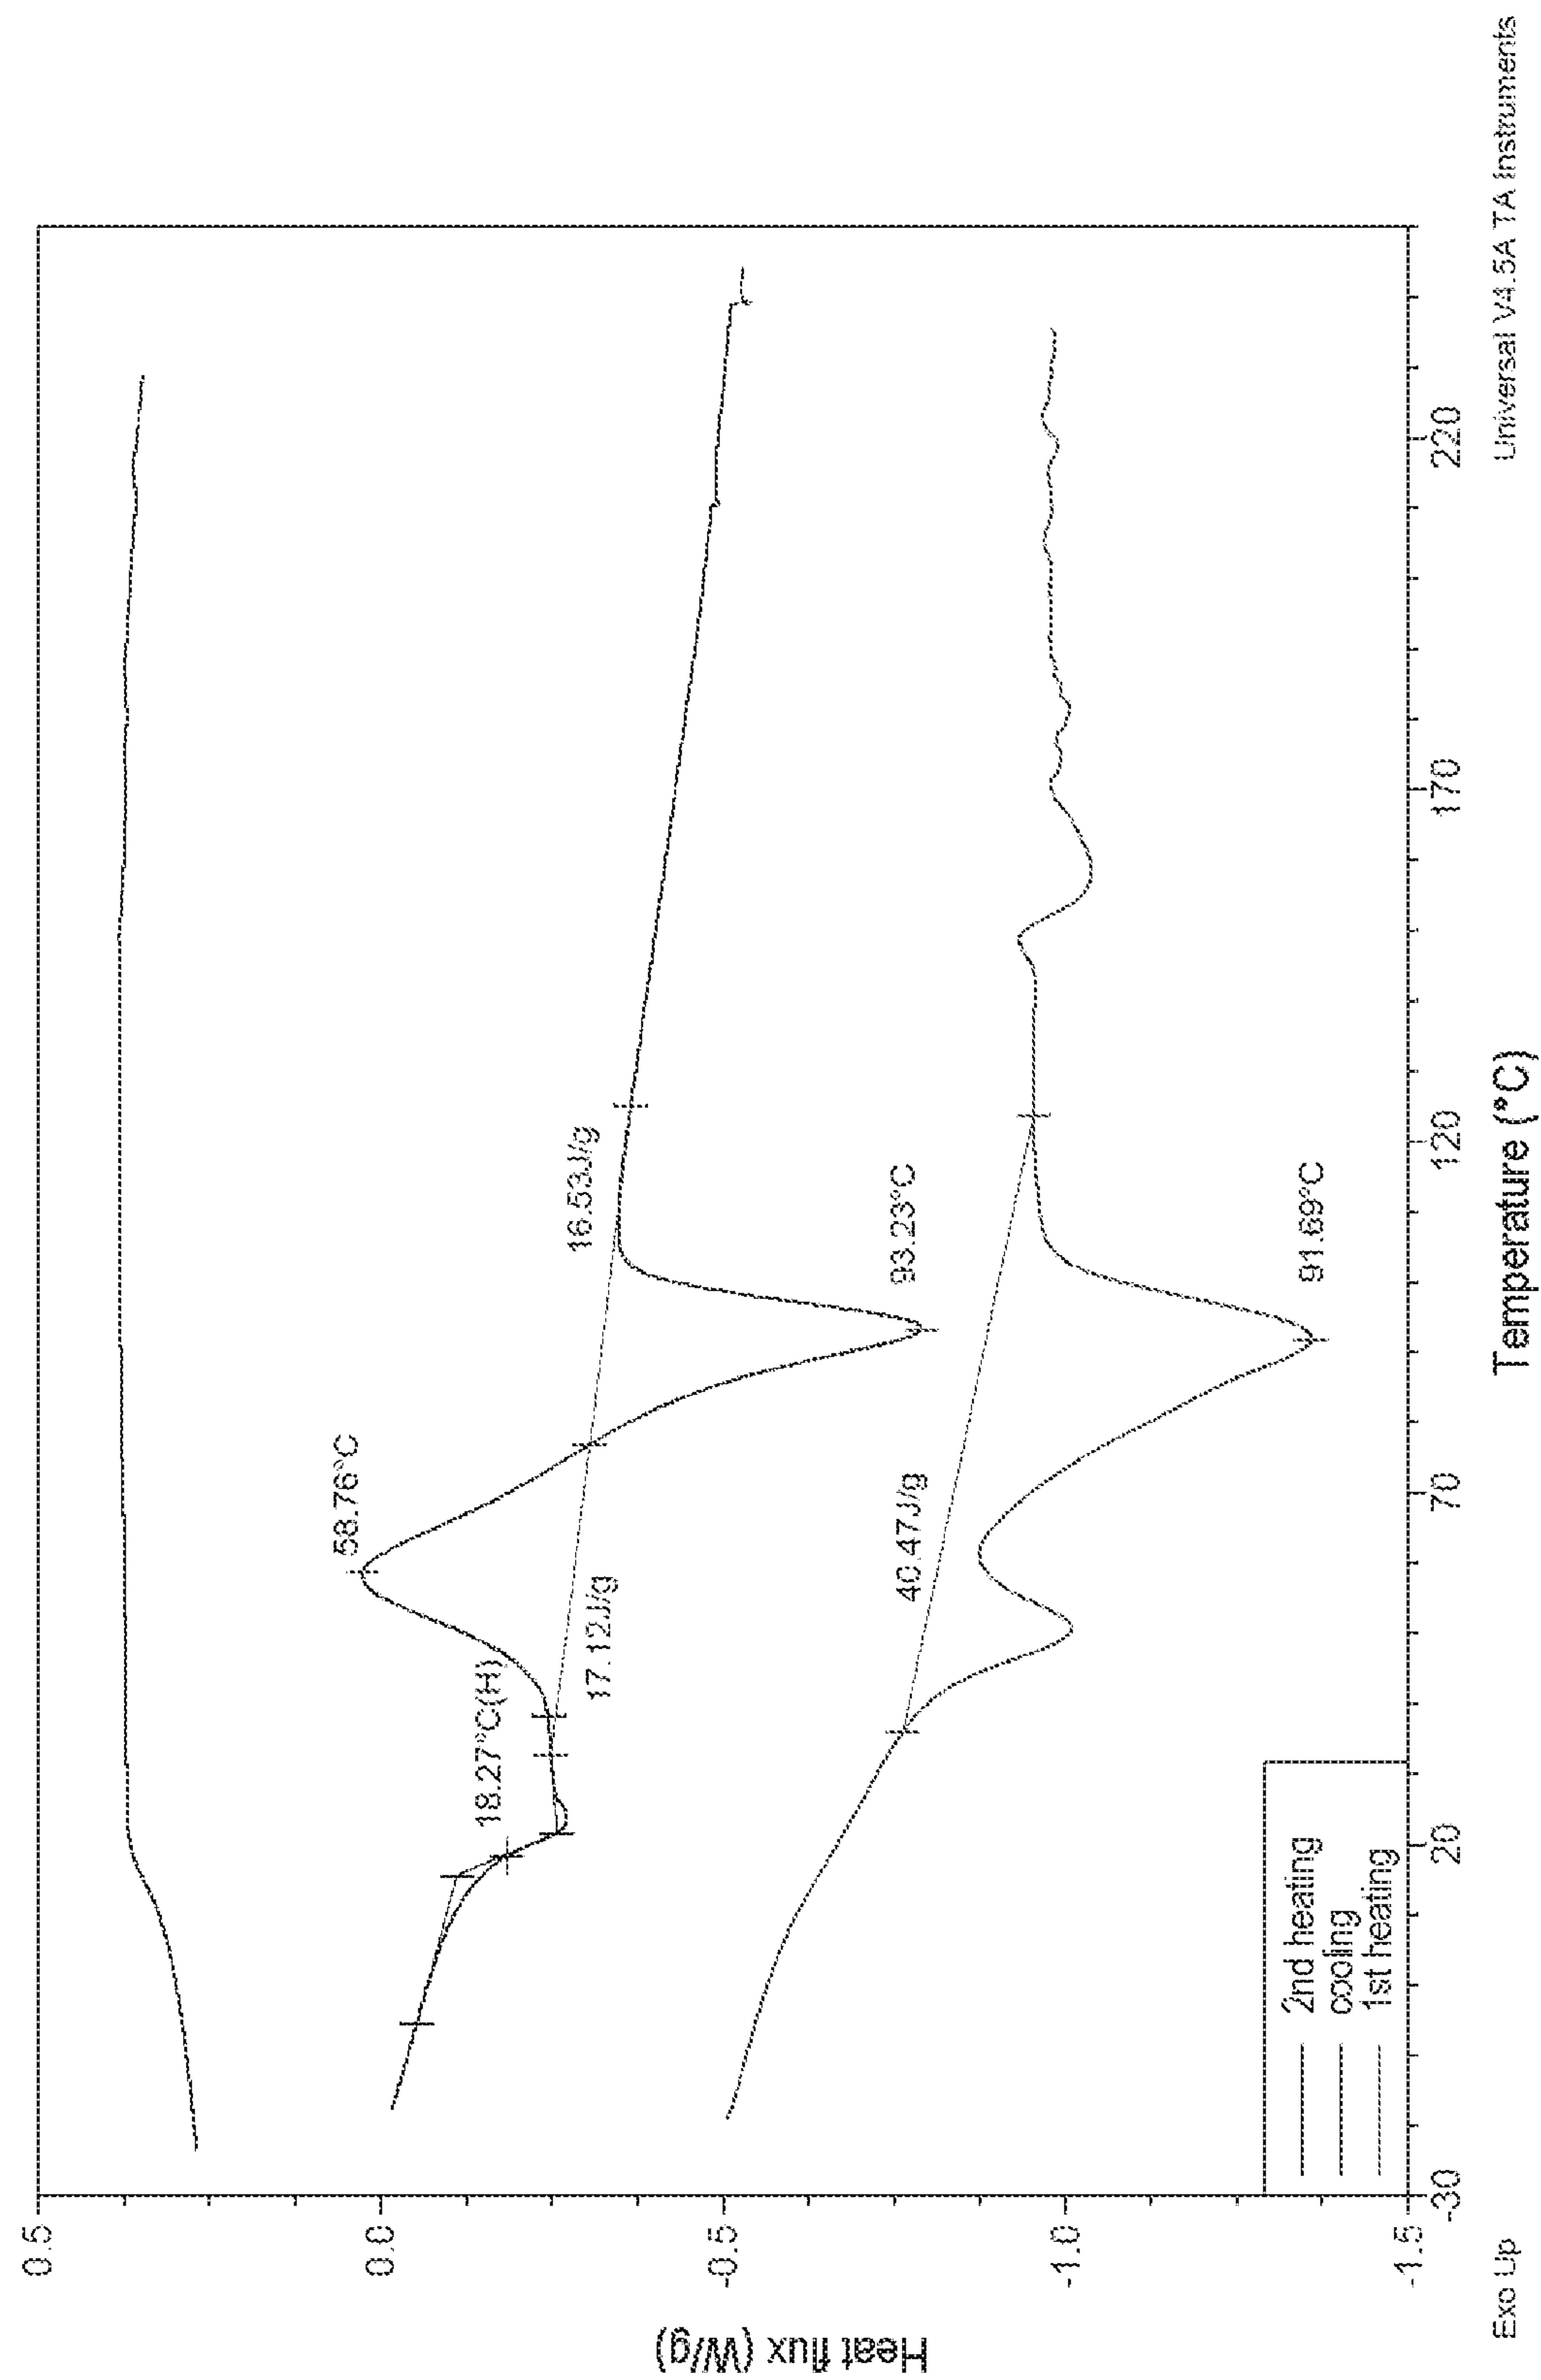 0.5
0.0
-0.5
-1.0
-1.5
Heat flux (W/g)
58.76°C
18.27°C(H)
17.12J/g
16.53J/g
93.23°C
40.47J/g
91.69°C
2nd heating
cooling
1st heating
-30
20
70
120
170
220
Exo Up
Temperature (°C)
Universal V4.5A TA Instruments